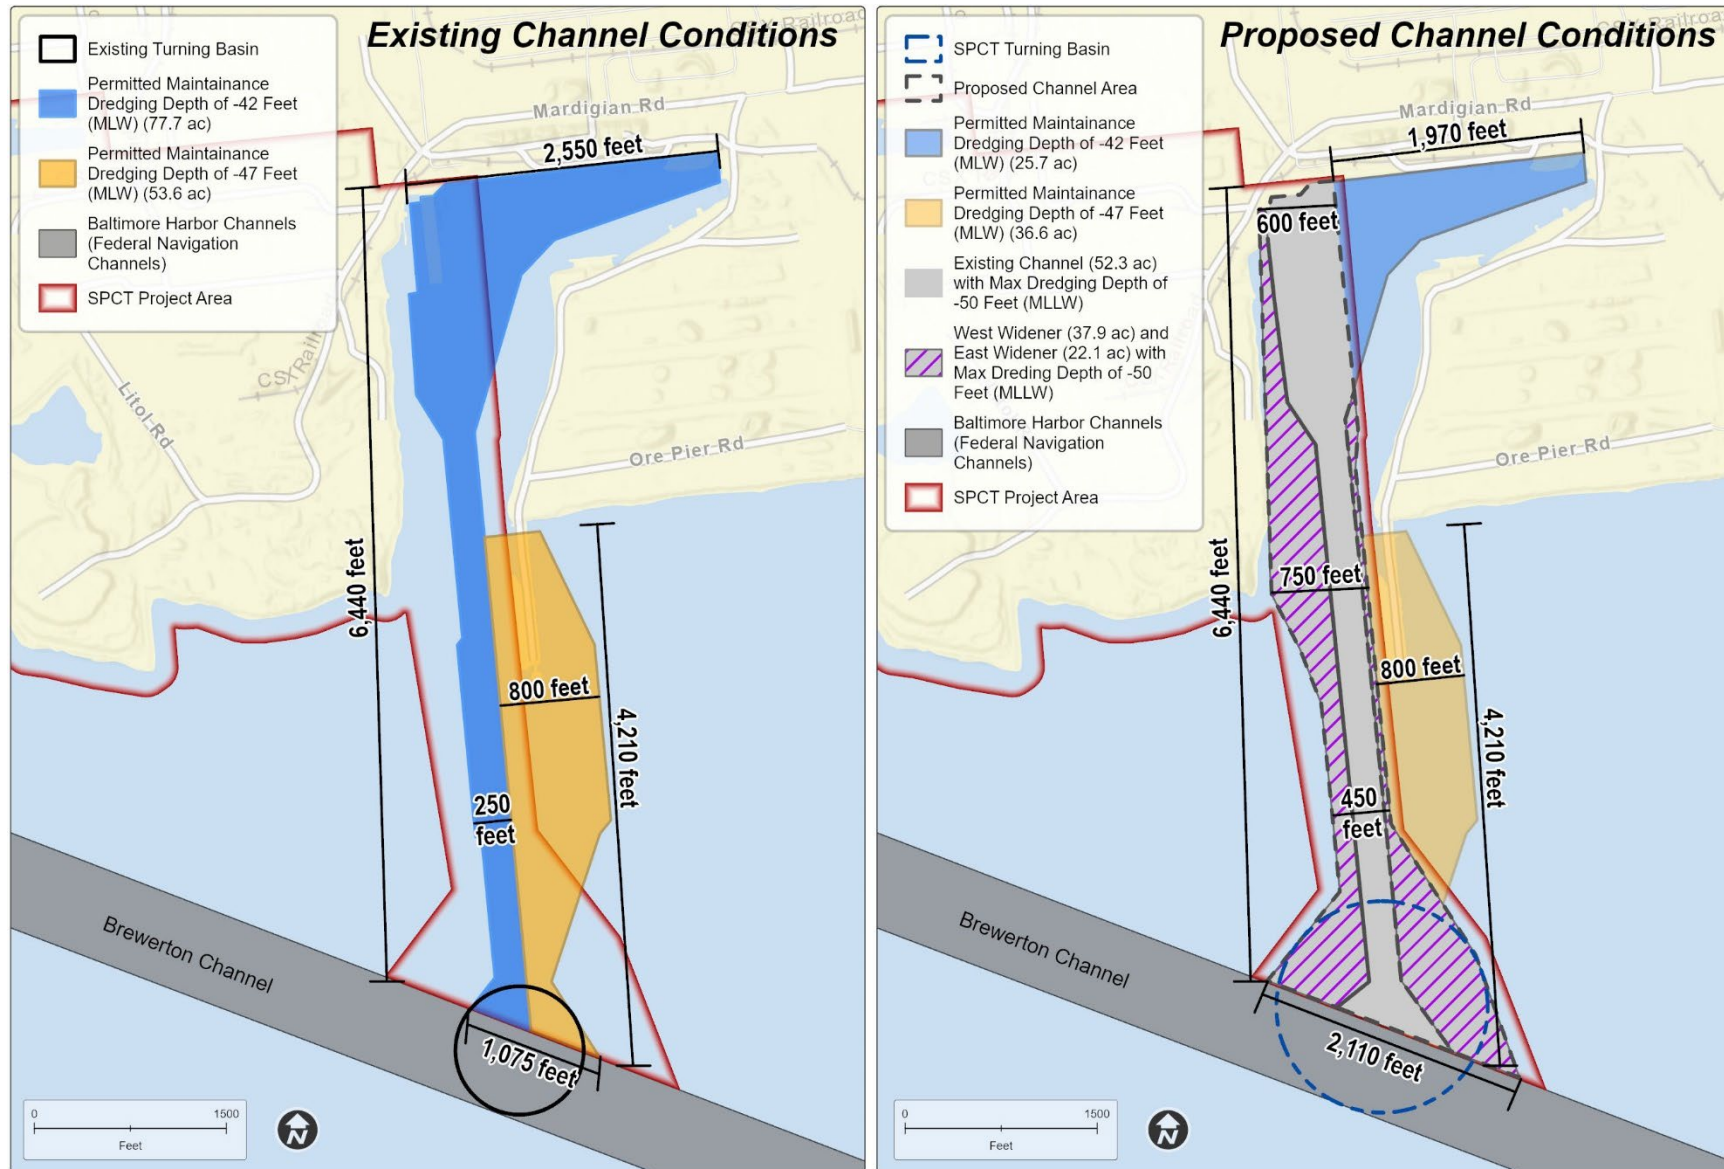 Existing Channel Conditions
Existing Turning Basin
Permitted Maintainance
Dredging Depth of -42 Feet
(MLW) (77.7 ac)
Permitted Maintainance
Dredging Depth of -47 Feet
(MLW) (53.6 ac)
Baltimore Harbor Channels
(Federal Navigation
Channels)
SPCT Project Area
Mardigian Rd
2,550 feet
CSX Railroad
Litol Rd
Ore Pier Rd
6,440 feet
800 feet
4,210 feet
250
feet
Brewerton Channel
1,075 feet
0 1500
Feet
N
Proposed Channel Conditions
SPCT Turning Basin
Proposed Channel Area
Permitted Maintainance
Dredging Depth of -42 Feet
(MLW) (25.7 ac)
Permitted Maintainance
Dredging Depth of -47 Feet
(MLW) (36.6 ac)
Existing Channel (52.3 ac)
with Max Dredging Depth of
-50 Feet (MLLW)
West Widener (37.9 ac) and
East Widener (22.1 ac) with
Max Dreding Depth of -50
Feet (MLLW)
Baltimore Harbor Channels
(Federal Navigation
Channels)
SPCT Project Area
Mardigian Rd
1,970 feet
600 feet
Ore Pier Rd
6,440 feet
750 feet
800 feet
4,210 feet
450
feet
Brewerton Channel
2,110 feet
0 1500
Feet
N